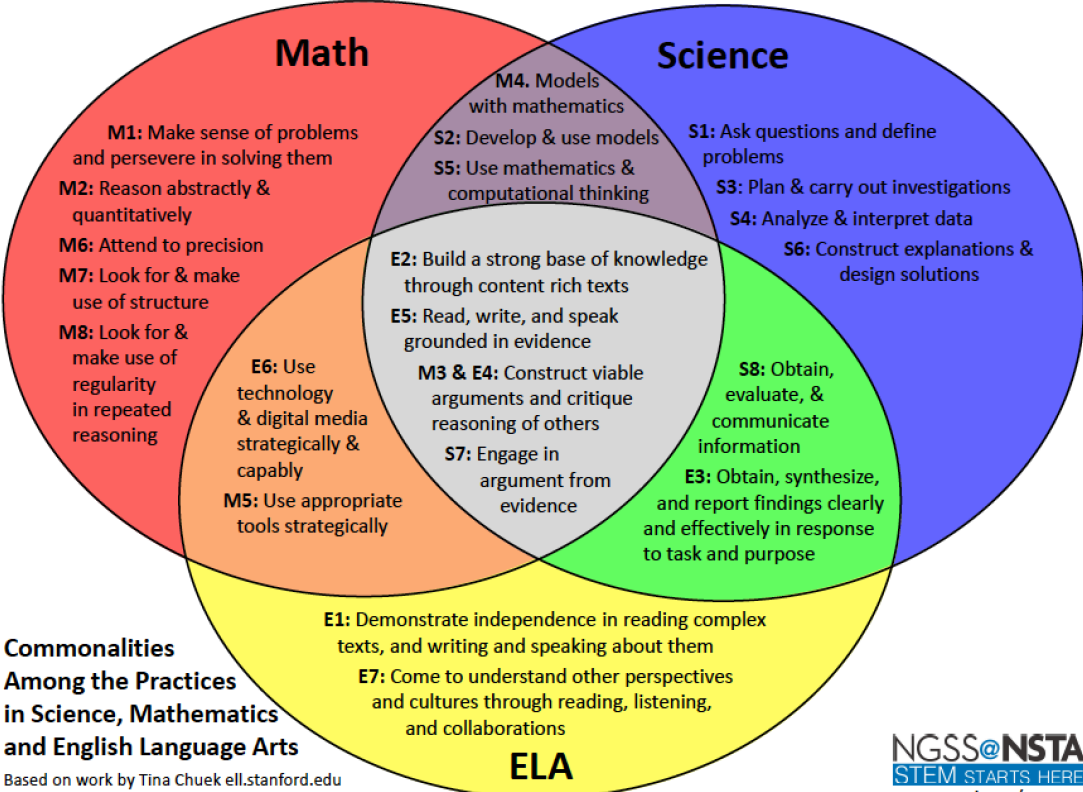 Math
Science
M4. Models
with mathematics
S2: Develop & use models
S5: Use mathematics &
computational thinking
M1: Make sense of problems
and persevere in solving them
M2: Reason abstractly &
quantitatively
M6: Attend to precision
M7: Look for & make
use of structure
M8: Look for &
make use of
regularity
in repeated
reasoning
S1: Ask questions and define
problems
S3: Plan & carry out investigations
S4: Analyze & interpret data
S6: Construct explanations &
design solutions
E2: Build a strong base of knowledge
through content rich texts
E5: Read, write, and speak
grounded in evidence
M3 & E4: Construct viable
arguments and critique
reasoning of others
S7: Engage in
argument from
evidence
E6: Use
technology
& digital media
strategically &
capably
M5: Use appropriate
tools strategically
S8: Obtain,
evaluate, &
communicate
information
E3: Obtain, synthesize,
and report findings clearly
and effectively in response
to task and purpose
E1: Demonstrate independence in reading complex
texts, and writing and speaking about them
E7: Come to understand other perspectives
and cultures through reading, listening,
and collaborations
ELA
Commonalities
Among the Practices
in Science, Mathematics
and English Language Arts
Based on work by Tina Chuek ell.stanford.edu
NGSS@NSTA
STEM STARTS HERE